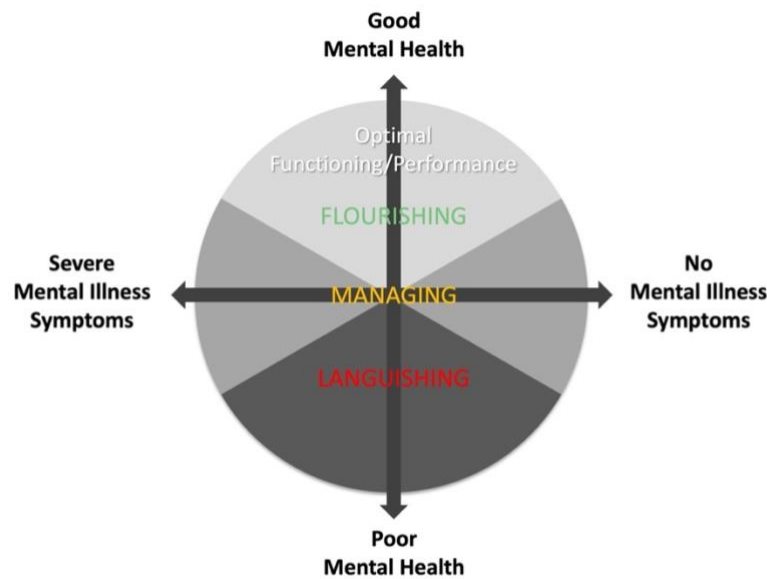 Good
Mental Health
Optimal
Functioning/Performance
FLOURISHING
Severe
Mental Illness
Symptoms
MANAGING
No
Mental Illness
Symptoms
LANGUISHING
Poor
Mental Health